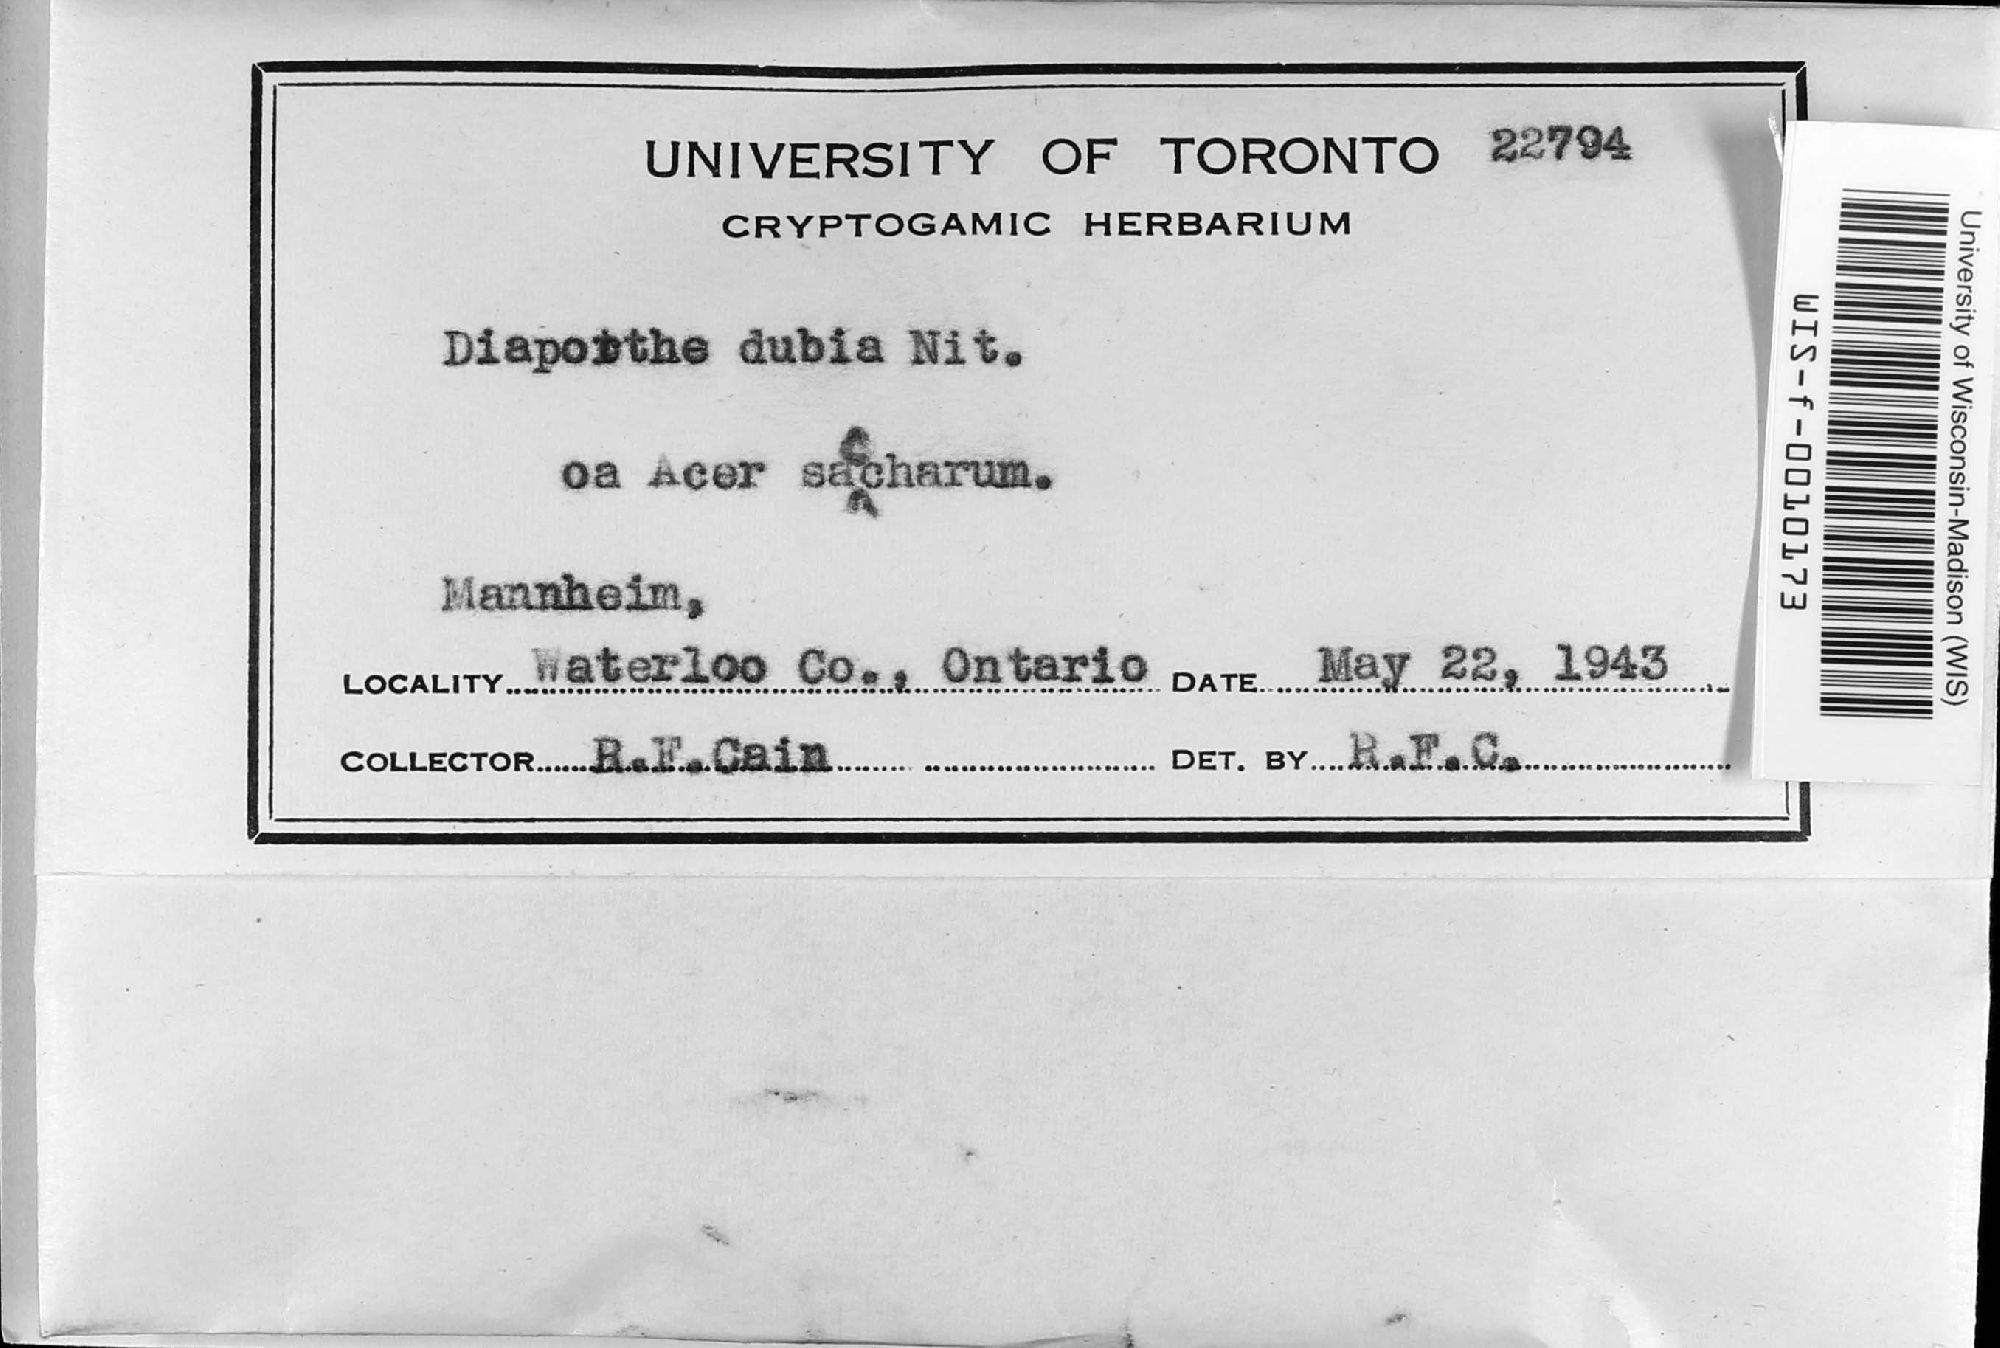 UNIVERSITY OF TORONTO 22794
CRYPTOGAMIC HERBARIUM
Diaporthe dubia Nit.
oa Acer saccharum.
Mannheim,
LOCALITY Waterloo Co., Ontario DATE May 22, 1943
COLLECTOR R.F.Cain DET. BY R.F.C.
University of Wisconsin-Madison (WIS)
WIS-f-0010173